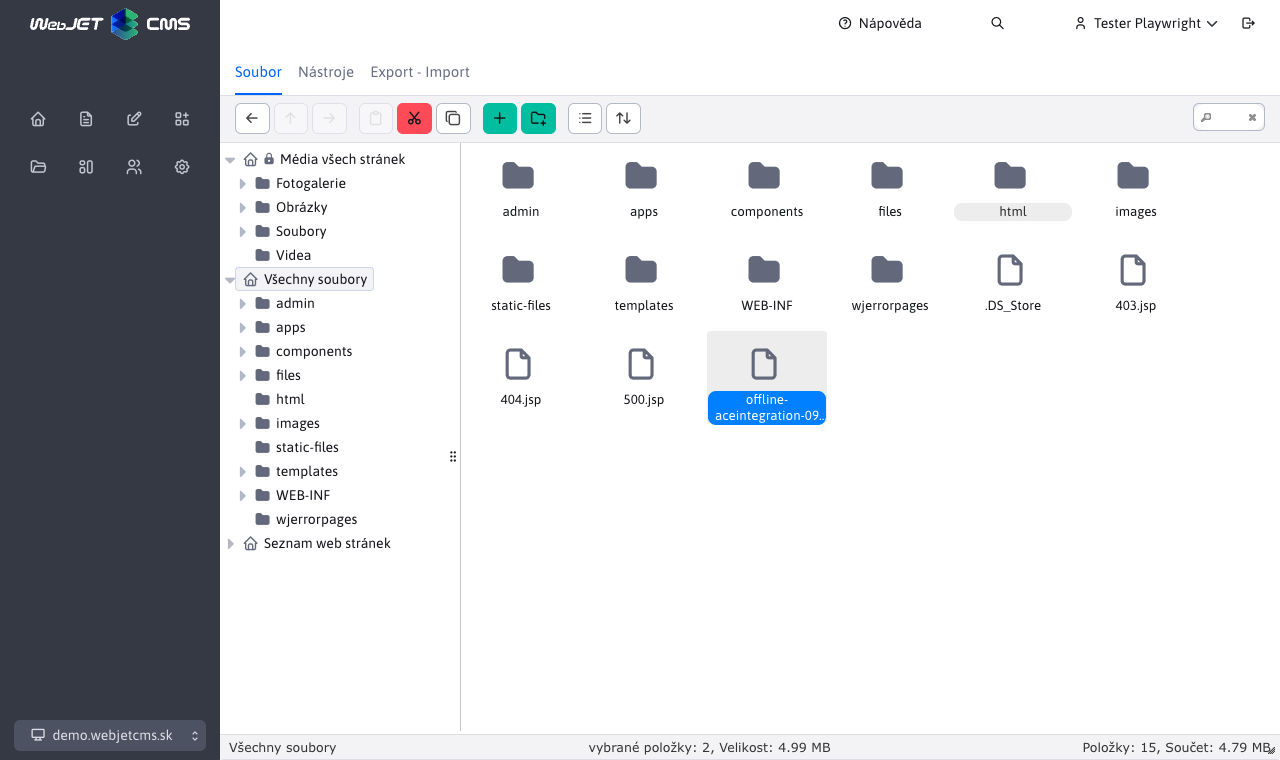 WebJET CMS
Nápověda
Tester Playwright
Soubor
Nástroje
Export - Import
Média všech stránek
Fotogalerie
Obrázky
Soubory
Videa
Všechny soubory
admin
apps
components
files
html
images
static-files
templates
WEB-INF
wjerrorpages
Seznam web stránek
admin
apps
components
files
html
images
static-files
templates
WEB-INF
wjerrorpages
.DS_Store
403.jsp
404.jsp
500.jsp
offline-
aceintegration-09...
demo.webjetcms.sk
Všechny soubory
vybrané položky: 2, Velikost: 4.99 MB
Položky: 15, Součet: 4.79 MB